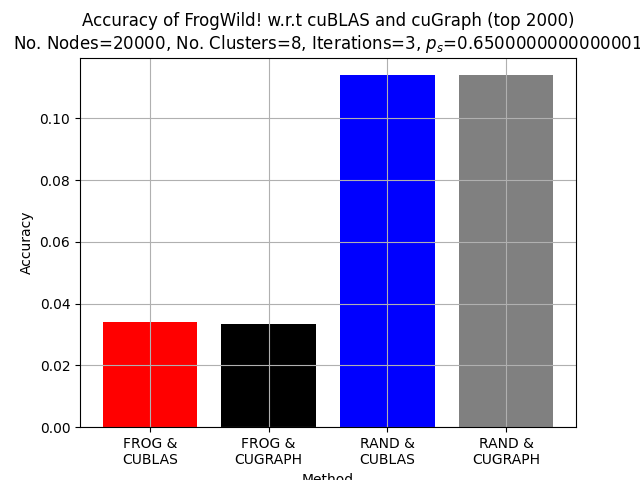 Accuracy of FrogWild! w.r.t cuBLAS and cuGraph (top 2000)
No. Nodes=20000, No. Clusters=8, Iterations=3, pₛ=0.6500000000000001
0.10
0.08
0.06
0.04
0.02
0.00
Accuracy
FROG &
CUBLAS
FROG &
CUGRAPH
RAND &
CUBLAS
RAND &
CUGRAPH
Method